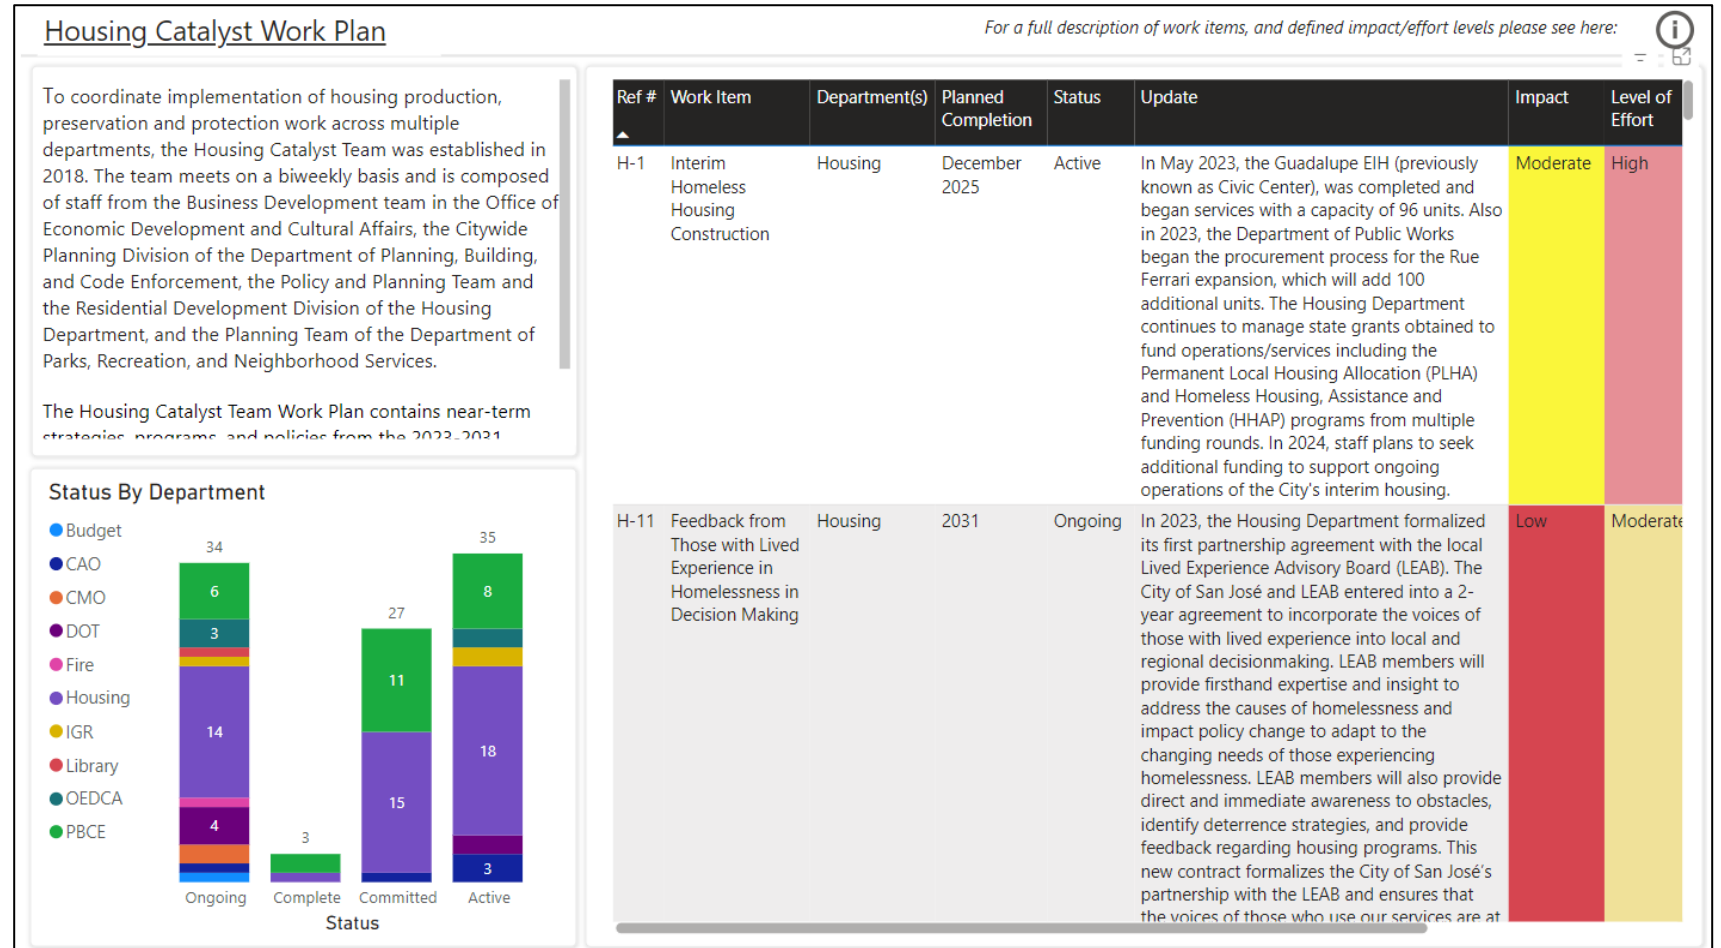 Housing Catalyst Work Plan
For a full description of work items, and defined impact/effort levels please see here:
To coordinate implementation of housing production,
preservation and protection work across multiple
departments, the Housing Catalyst Team was established in
2018. The team meets on a biweekly basis and is composed
of staff from the Business Development team in the Office of
Economic Development and Cultural Affairs, the Citywide
Planning Division of the Department of Planning, Building,
and Code Enforcement, the Policy and Planning Team and
the Residential Development Division of the Housing
Department, and the Planning Team of the Department of
Parks, Recreation, and Neighborhood Services.
The Housing Catalyst Team Work Plan contains near-term
strategies, programs, and policies from the 2023-2031
Status By Department
Budget
CAO
CMO
DOT
Fire
Housing
IGR
Library
OEDCA
PBCE
34
6
3
14
4
3
27
11
15
35
8
18
3
Ongoing Complete Committed Active
Status
Ref # Work Item Department(s) Planned Completion Status Update Impact Level of Effort
H-1
Interim
Homeless
Housing
Construction
Housing
December
2025
Active
In May 2023, the Guadalupe EIH (previously
known as Civic Center), was completed and
began services with a capacity of 96 units. Also
in 2023, the Department of Public Works
began the procurement process for the Rue
Ferrari expansion, which will add 100
additional units. The Housing Department
continues to manage state grants obtained to
fund operations/services including the
Permanent Local Housing Allocation (PLHA)
and Homeless Housing, Assistance and
Prevention (HHAP) programs from multiple
funding rounds. In 2024, staff plans to seek
additional funding to support ongoing
operations of the City's interim housing.
Moderate
High
H-11
Feedback from
Those with Lived
Experience in
Homelessness in
Decision Making
Housing
2031
Ongoing
In 2023, the Housing Department formalized
its first partnership agreement with the local
Lived Experience Advisory Board (LEAB). The
City of San José and LEAB entered into a 2-
year agreement to incorporate the voices of
those with lived experience into local and
regional decisionmaking. LEAB members will
provide firsthand expertise and insight to
address the causes of homelessness and
impact policy change to adapt to the
changing needs of those experiencing
homelessness. LEAB members will also provide
direct and immediate awareness to obstacles,
identify deterrence strategies, and provide
feedback regarding housing programs. This
new contract formalizes the City of San José's
partnership with the LEAB and ensures that
the voices of those who use our services are at
Low
Moderate